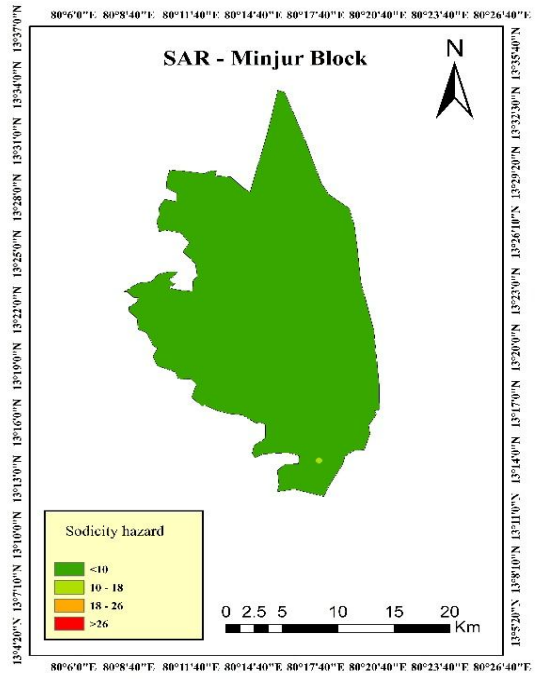 80°6'0"E 80°8'40"E 80°11'40"E 80°14'40"E 80°17'40"E 80°20'40"E 80°23'40"E 80°26'40"E
SAR - Minjur Block
N
13°37'0"N
13°34'0"N
13°31'0"N
13°28'0"N
13°25'0"N
13°22'0"N
13°19'0"N
13°16'0"N
13°13'0"N
13°10'0"N
13°7'10"N
13°4'20"N
13°35'40"N
13°32'30"N
13°29'20"N
13°26'10"N
13°23'0"N
13°20'0"N
13°17'0"N
13°14'0"N
13°11'0"N
13°8'10"N
13°5'20"N
Sodicity hazard
<10
10 - 18
18 - 26
>26
0 2.5 5 10 15 20
Km
80°6'0"E 80°8'40"E 80°11'40"E 80°14'40"E 80°17'40"E 80°20'40"E 80°23'40"E 80°26'40"E